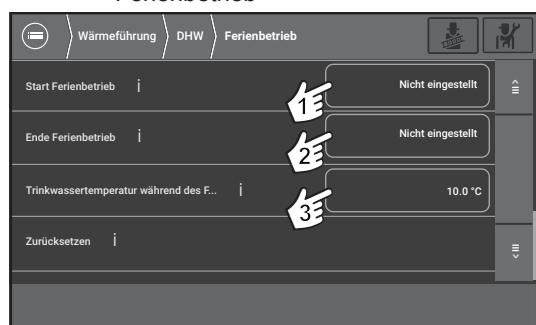 Ferienbetrieb
Wärmeführung DHW Ferienbetrieb
Start Ferienbetrieb i Nicht eingestellt
1
Ende Ferienbetrieb i Nicht eingestellt
2
Trinkwassertemperatur während des F... i 10.0 °C
3
Zurücksetzen i